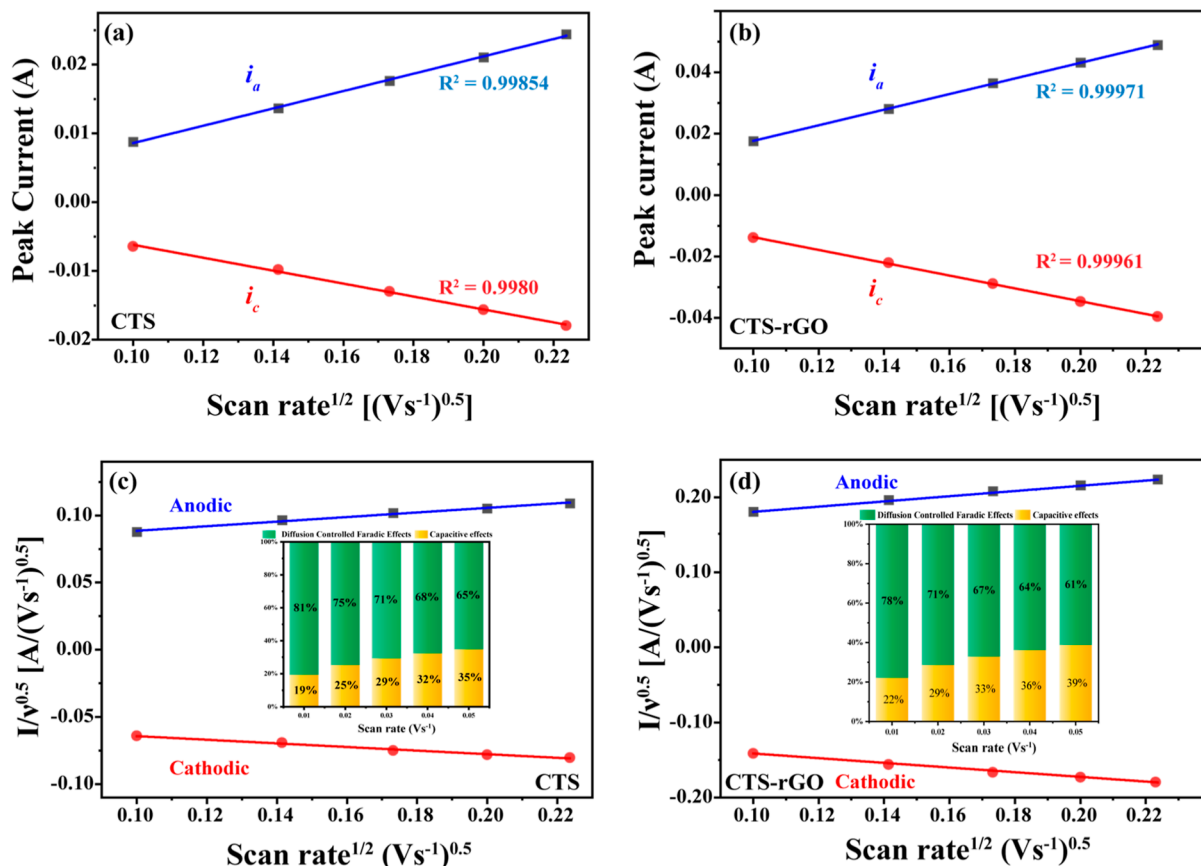 (a)
Peak Current (A)
0.02
0.01
0.00
-0.01
-0.02
i_a
R² = 0.99854
R² = 0.9980
i_c
CTS
0.10 0.12 0.14 0.16 0.18 0.20 0.22
Scan rate^1/2 [(Vs⁻¹)^0.5]
(b)
Peak current (A)
0.04
0.02
0.00
-0.02
-0.04
i_a
R² = 0.99971
R² = 0.99961
i_c
CTS-rGO
0.10 0.12 0.14 0.16 0.18 0.20 0.22
Scan rate^1/2 [(Vs⁻¹)^0.5]
(c)
I/ν^0.5 [A/(Vs⁻¹)^0.5)
0.10
0.05
0.00
-0.05
-0.10
Anodic
Diffusion Controlled Faradic Effects Capacitive effects
100%
80%
60%
40%
20%
0%
81% 75% 71% 68% 65%
19% 25% 29% 32% 35%
0.01 0.02 0.03 0.04 0.05
Scan rate (Vs⁻¹)
Cathodic
CTS
0.10 0.12 0.14 0.16 0.18 0.20 0.22
Scan rate^1/2 (Vs⁻¹)^0.5
(d)
I/ν^0.5 [A/(Vs⁻¹)^0.5)
0.20
0.10
0.00
-0.10
-0.20
Anodic
Diffusion Controlled Faradic Effects Capacitive effects
100%
80%
60%
40%
20%
0%
78% 71% 67% 64% 61%
22% 29% 33% 36% 39%
0.01 0.02 0.03 0.04 0.05
Scan rate (Vs⁻¹)
CTS-rGO
Cathodic
0.10 0.12 0.14 0.16 0.18 0.20 0.22
Scan rate^1/2 (Vs⁻¹)^0.5